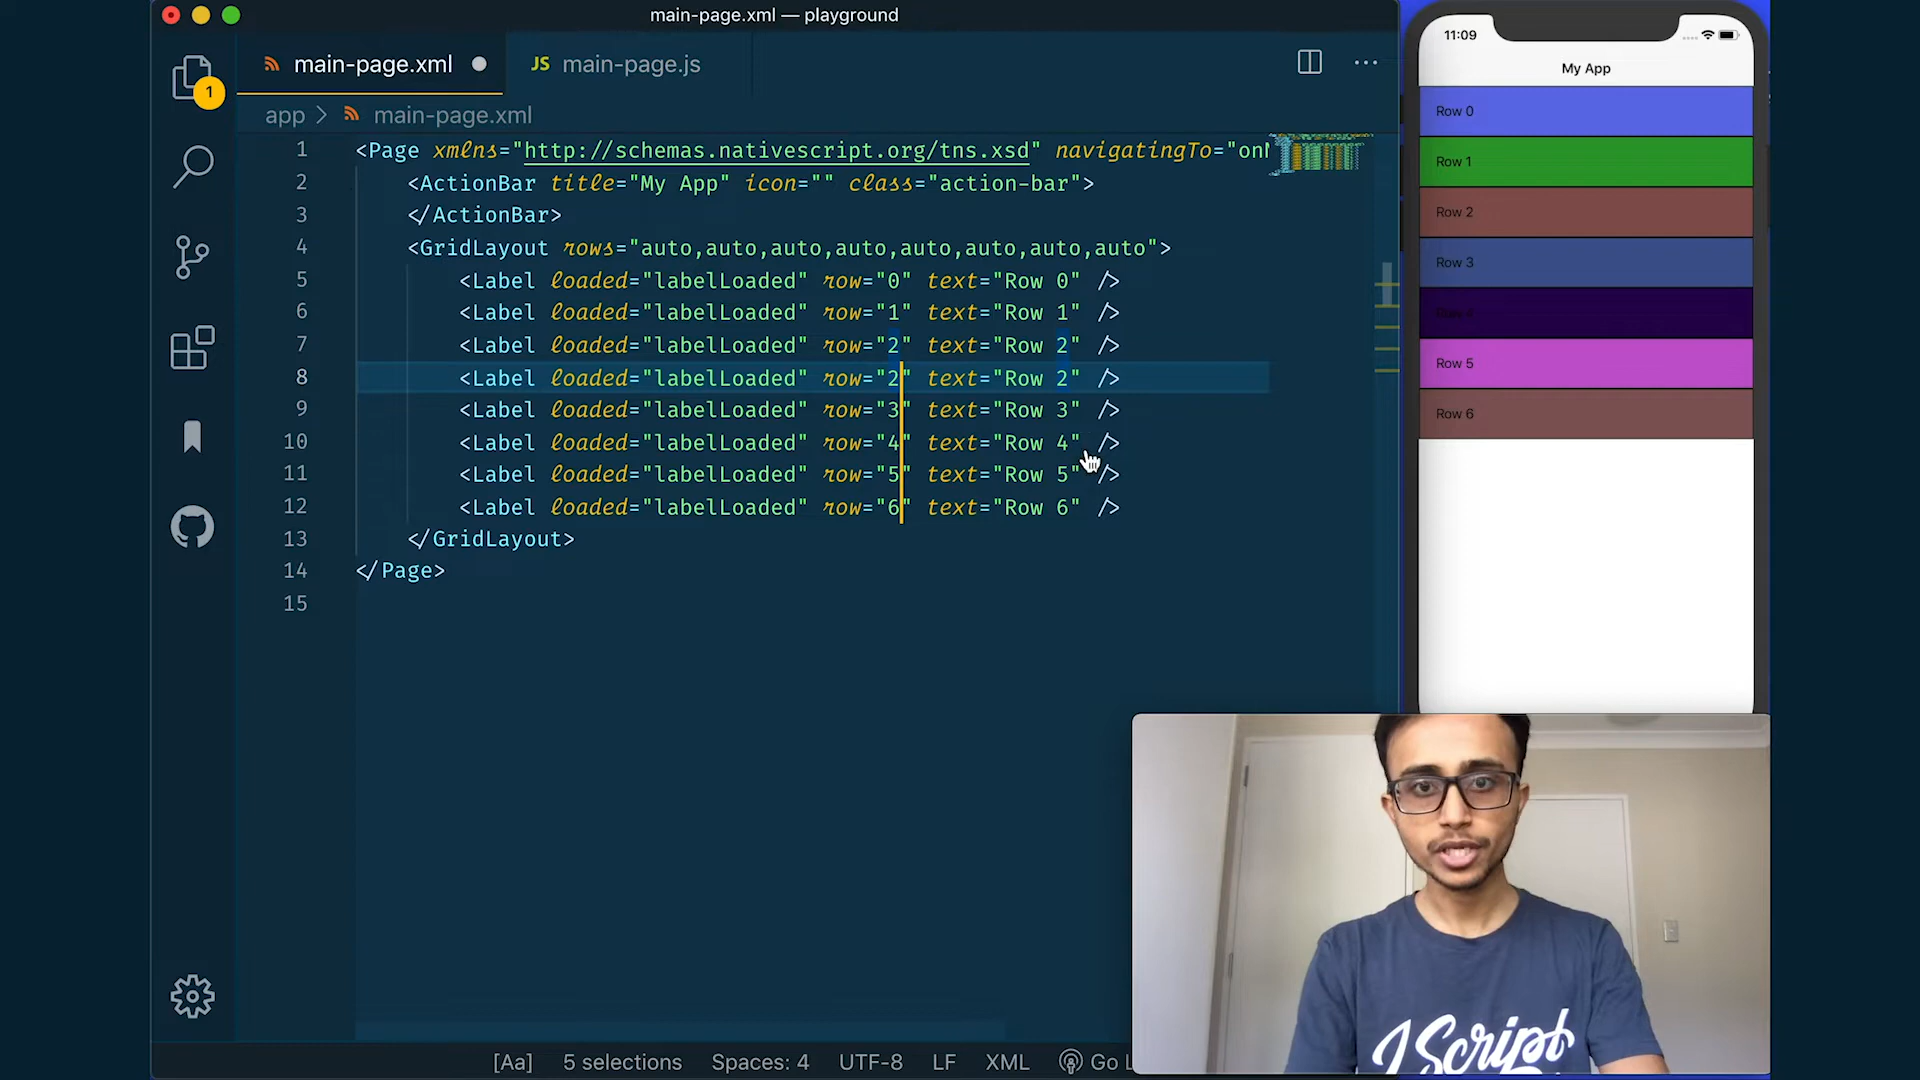 main-page.xml — playground
main-page.xml
JS main-page.js
1
app > main-page.xml
1 <Page xmlns="http://schemas.nativescript.org/tns.xsd" navigatingTo="onN
2 <ActionBar title="My App" icon="" class="action-bar">
3 </ActionBar>
4 <GridLayout rows="auto,auto,auto,auto,auto,auto,auto,auto">
5 <Label loaded="labelLoaded" row="0" text="Row 0" />
6 <Label loaded="labelLoaded" row="1" text="Row 1" />
7 <Label loaded="labelLoaded" row="2" text="Row 2" />
8 <Label loaded="labelLoaded" row="2" text="Row 2" />
9 <Label loaded="labelLoaded" row="3" text="Row 3" />
10 <Label loaded="labelLoaded" row="4" text="Row 4" />
11 <Label loaded="labelLoaded" row="5" text="Row 5" />
12 <Label loaded="labelLoaded" row="6" text="Row 6" />
13 </GridLayout>
14 </Page>
15
[Aa] 5 selections Spaces: 4 UTF-8 LF XML Go L
11:09
My App
Row 0
Row 1
Row 2
Row 3
Row 4
Row 5
Row 6
Script